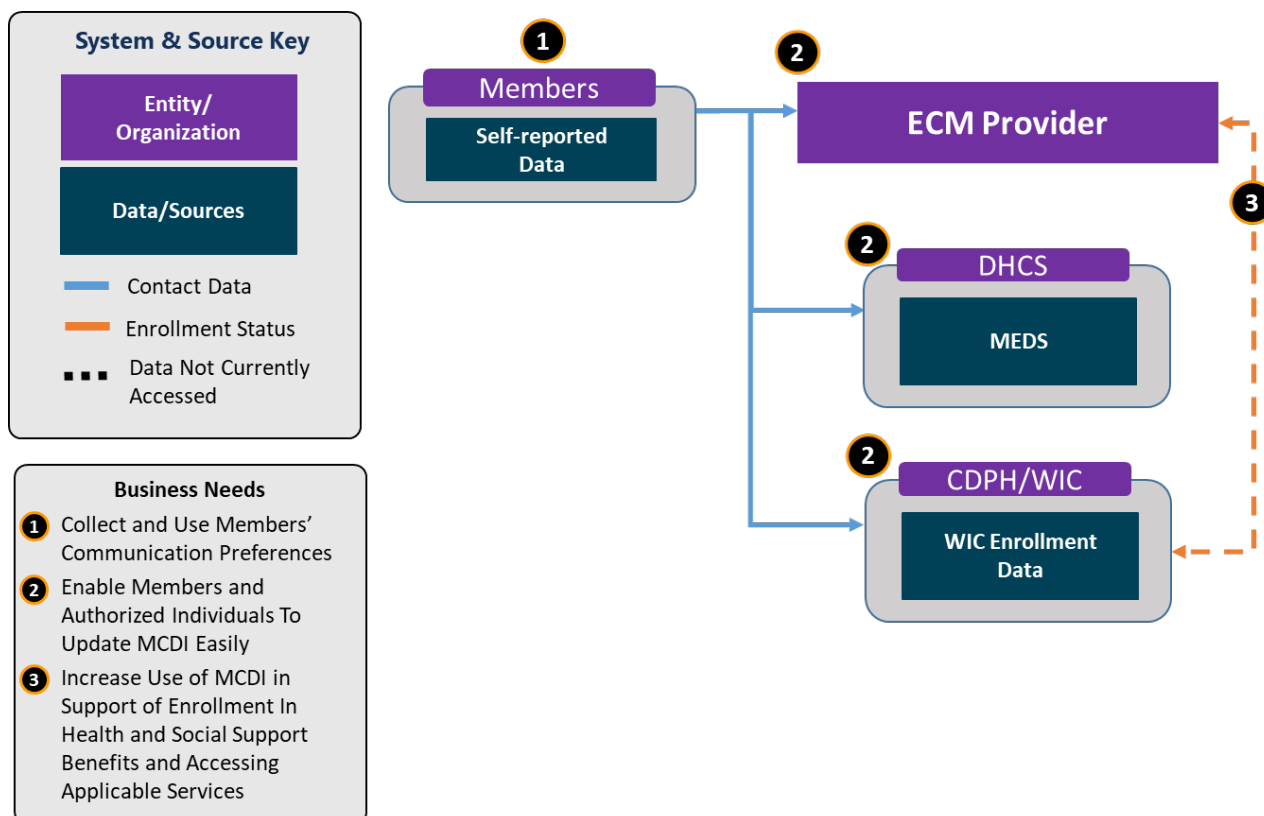 System & Source Key
Entity/
Organization
Data/Sources
Contact Data
Enrollment Status
Data Not Currently
Accessed
Business Needs
1 Collect and Use Members’
Communication Preferences
2 Enable Members and
Authorized Individuals To
Update MCDI Easily
3 Increase Use of MCDI in
Support of Enrollment In
Health and Social Support
Benefits and Accessing
Applicable Services
1
Members
Self-reported
Data
2
ECM Provider
3
2
DHCS
MEDS
2
CDPH/WIC
WIC Enrollment
Data